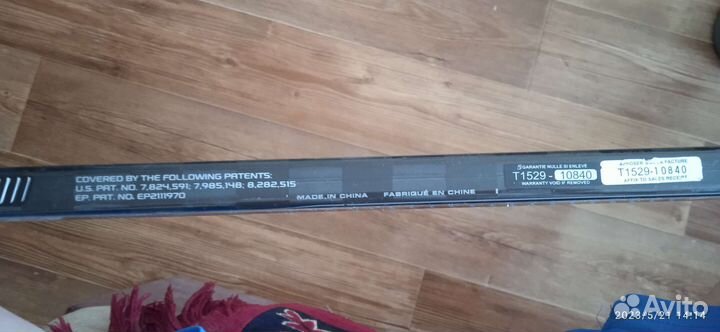 COVERED BY THE FOLLOWING PATENTS:
U.S. PAT. NO. 7,824,591; 7,985,148; 8,282,515
EP. PAT. NO. EP2111970
MADE IN CHINA FABRIQUÉ EN CHINE
GARANTIE NULLE SI ENLEVÉ
T1529-10840
WARRANTY VOID IF REMOVED
FACTURE
T1529-10840
AFFIX TO SALES RECEIPT
Avito
2023/5/21 14:14